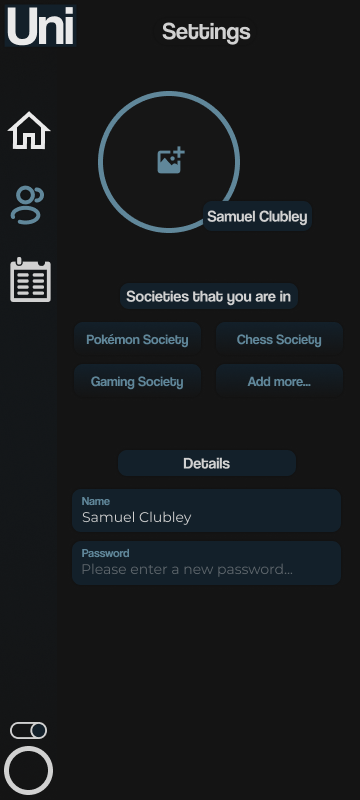 Uni
Settings
Samuel Clubley
Societies that you are in
Pokémon Society
Chess Society
Gaming Society
Add more...
Details
Name
Samuel Clubley
Password
Please enter a new password...